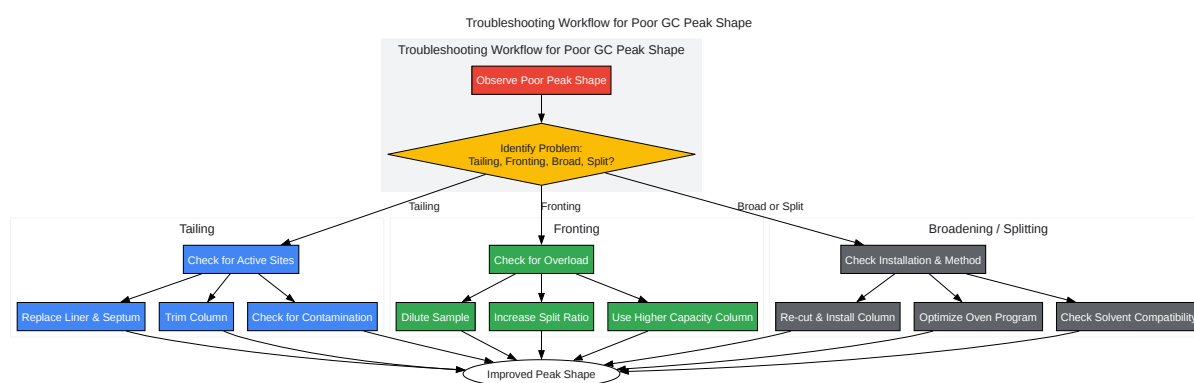 Troubleshooting Workflow for Poor GC Peak Shape
Troubleshooting Workflow for Poor GC Peak Shape
Observe Poor Peak Shape
Identify Problem:
Tailing, Fronting, Broad, Split?
Tailing
Fronting
Broad or Split
Tailing
Fronting
Broadening / Splitting
Check for Active Sites
Check for Overload
Check Installation & Method
Replace Liner & Septum
Trim Column
Check for Contamination
Dilute Sample
Increase Split Ratio
Use Higher Capacity Column
Re-cut & Install Column
Optimize Oven Program
Check Solvent Compatibility
Improved Peak Shape